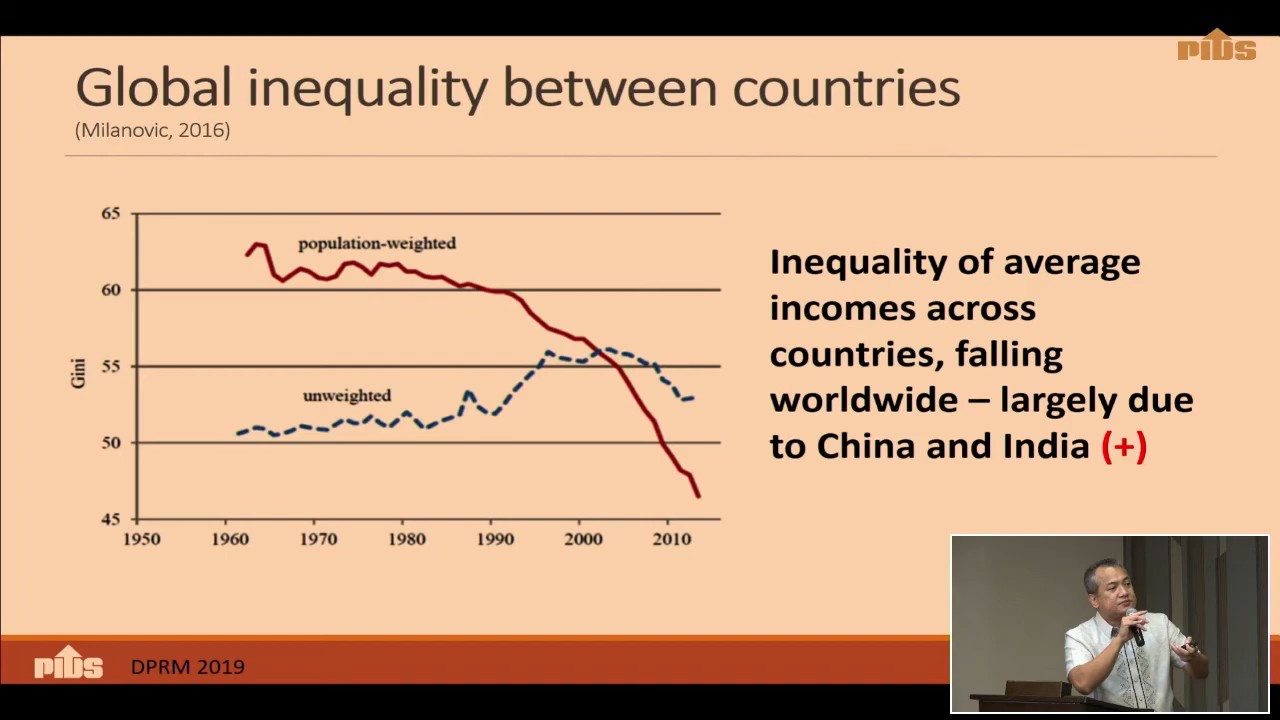 PIDS
Global inequality between countries
(Milanovic, 2016)
65
60
55
50
45
Gini
population-weighted
unweighted
1950 1960 1970 1980 1990 2000 2010
Inequality of average
incomes across
countries, falling
worldwide – largely due
to China and India (+)
PIDS
DPRM 2019